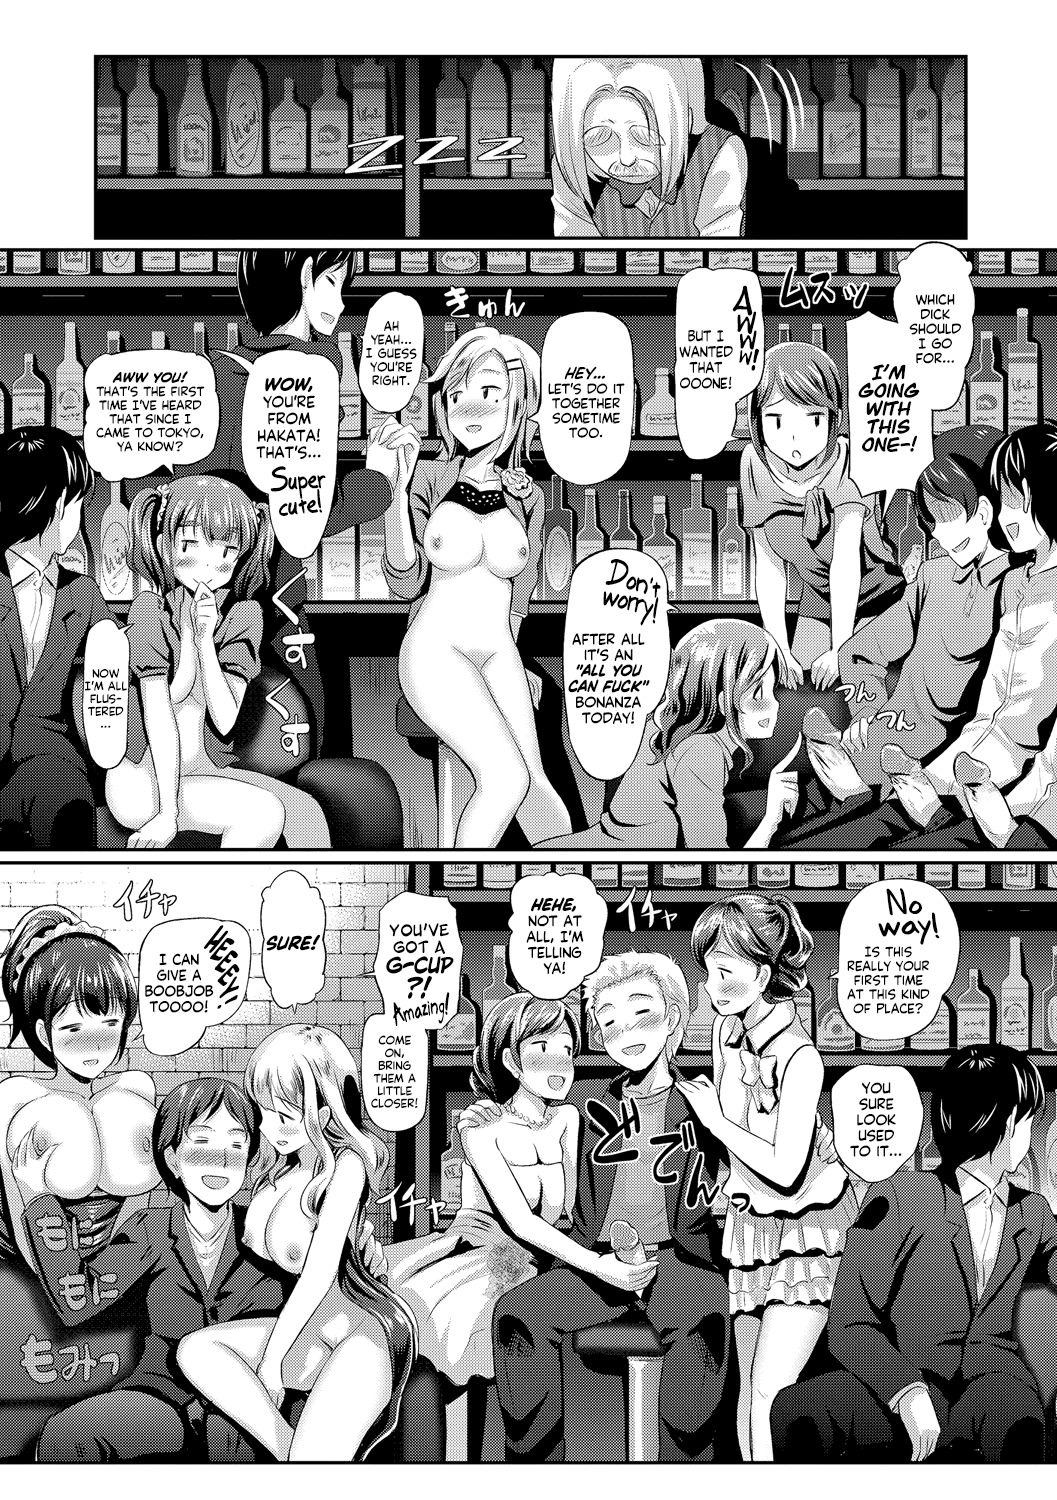 ZZZ
WHICH
DICK
SHOULD
I GO
FOR...
I'M
GOING
WITH
THIS
ONE~!
ムスッ
AWW!
BUT I
WANTED
THAT
OOONE!
HEY...
LET'S DO IT
TOGETHER
SOMETIME
TOO.
きゅん
AH
YEAH...
I GUESS
YOU'RE
RIGHT.
WOW,
YOU'RE
FROM
HAKATA!
THAT'S...
Super
cute!
AWW YOU!
THAT'S THE FIRST
TIME I'VE HEARD
THAT SINCE I
CAME TO TOKYO,
YA KNOW?
Don't
worry!
AFTER ALL
IT'S AN
"ALL YOU
CAN FUCK"
BONANZA
TODAY!
つん
つん
くす
くす
NOW
I'M ALL
FLUS-
TERED
...
No
way!
IS THIS
REALLY YOUR
FIRST TIME
AT THIS KIND
OF PLACE?
YOU
SURE
LOOK
USED
TO IT...
イチャ
HEHE,
NOT AT
ALL, I'M
TELLING
YA!
YOU'VE
GOT A
G-CUP
?!
Amazing!
COME
ON,
BRING
THEM A
LITTLE
CLOSER!
SURE!
HEEEY!
I CAN
GIVE A
BOOBJOB
TOOOO!
イチャ
イチャ
とでんっ
もに
もに
もみっ